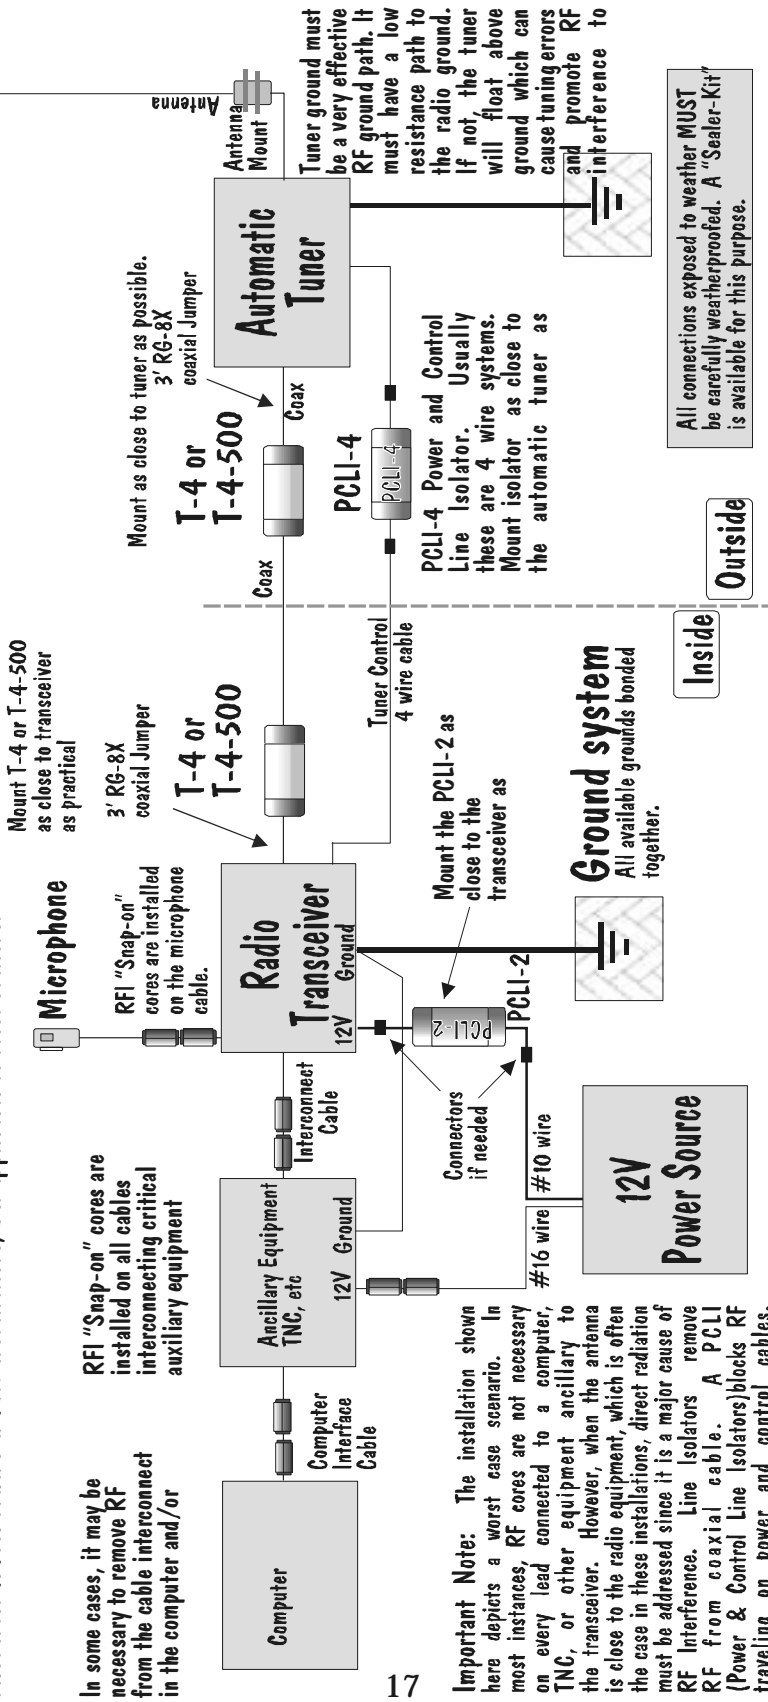 In some cases, it may be
necessary to remove RF
from the cable interconnect
in the computer and/or
RFI "Snap-on" cores are
installed on all cables
interconnecting critical
auxiliary equipment
Microphone
RFI "Snap-on"
cores are installed
on the microphone
cable.
Mount T-4 or T-4-500
as close to transceiver
as practical
3' RG-8X
coaxial Jumper
T-4 or
T-4-500
Mount as close to tuner as possible.
3' RG-8X
coaxial Jumper
T-4 or
T-4-500
Coax
Coax
Antenna
Antenna
Mount
Computer
Computer
Interface
Cable
Ancillary Equipment
TNC, etc
12V Ground
Interconnect
Cable
Radio
Transceiver
12V
Ground
Automatic
Tuner
Tuner ground must
be a very effective
RF ground path. It
must have a low
resistance path to
the radio ground.
If not, the tuner
will float above
ground which can
cause tuning errors
and promote RF
interference to
PCLI-4
PCLI-4
PCLI-4 Power and Control
Line Isolator. Usually
these are 4 wire systems.
Mount isolator as close to
the automatic tuner as
Tuner Control
4 wire cable
Mount the PCLI-2 as
close to the
transceiver as
PCLI-2
PCLI-2
Connectors
if needed
#10 wire
#16 wire
12V
Power Source
Ground system
All available grounds bonded
together.
Inside
Outside
All connections exposed to weather MUST
be carefully weatherproofed. A "Sealer-Kit"
is available for this purpose.
Important Note: The installation shown
here depicts a worst case scenario. In
most instances, RF cores are not necessary
on every lead connected to a computer,
TNC, or other equipment ancillary to
the transceiver. However, when the antenna
is close to the radio equipment, which is often
the case in these installations, direct radiation
must be addressed since it is a major cause of
RF Interference. Line Isolators remove
RF from coaxial cable. A PCLI
(Power & Control Line Isolators)blocks RF
traveling on power and control cables.
17